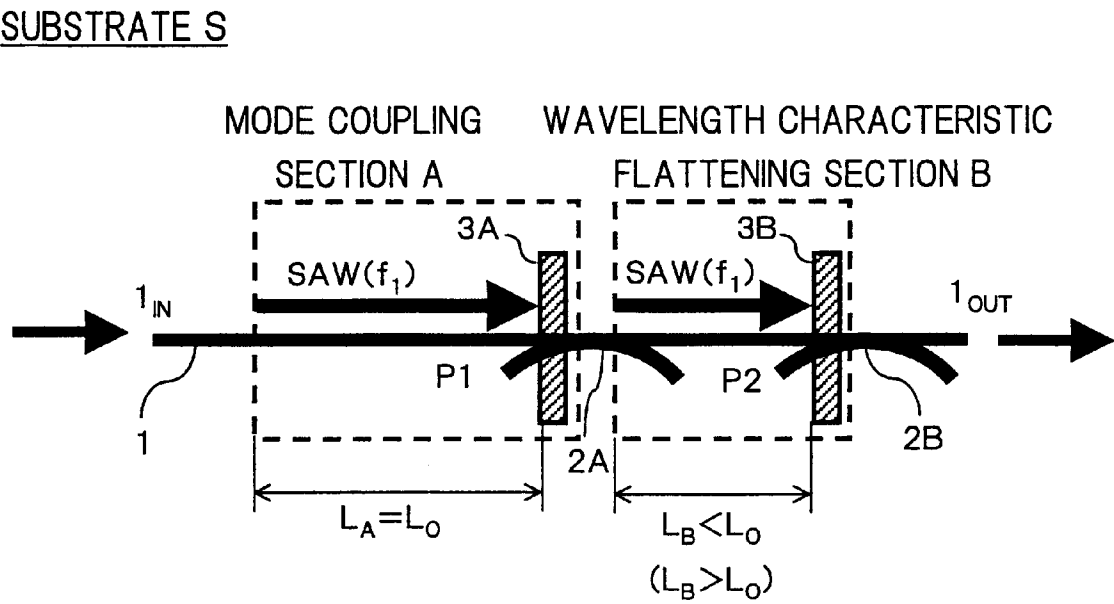 SUBSTRATE S
MODE COUPLING
SECTION A
WAVELENGTH CHARACTERISTIC
FLATTENING SECTION B
3A
3B
SAW(f₁)
SAW(f₁)
1IN
1OUT
P1
P2
1
2A
2B
LA=LO
LB<LO
(LB>LO)